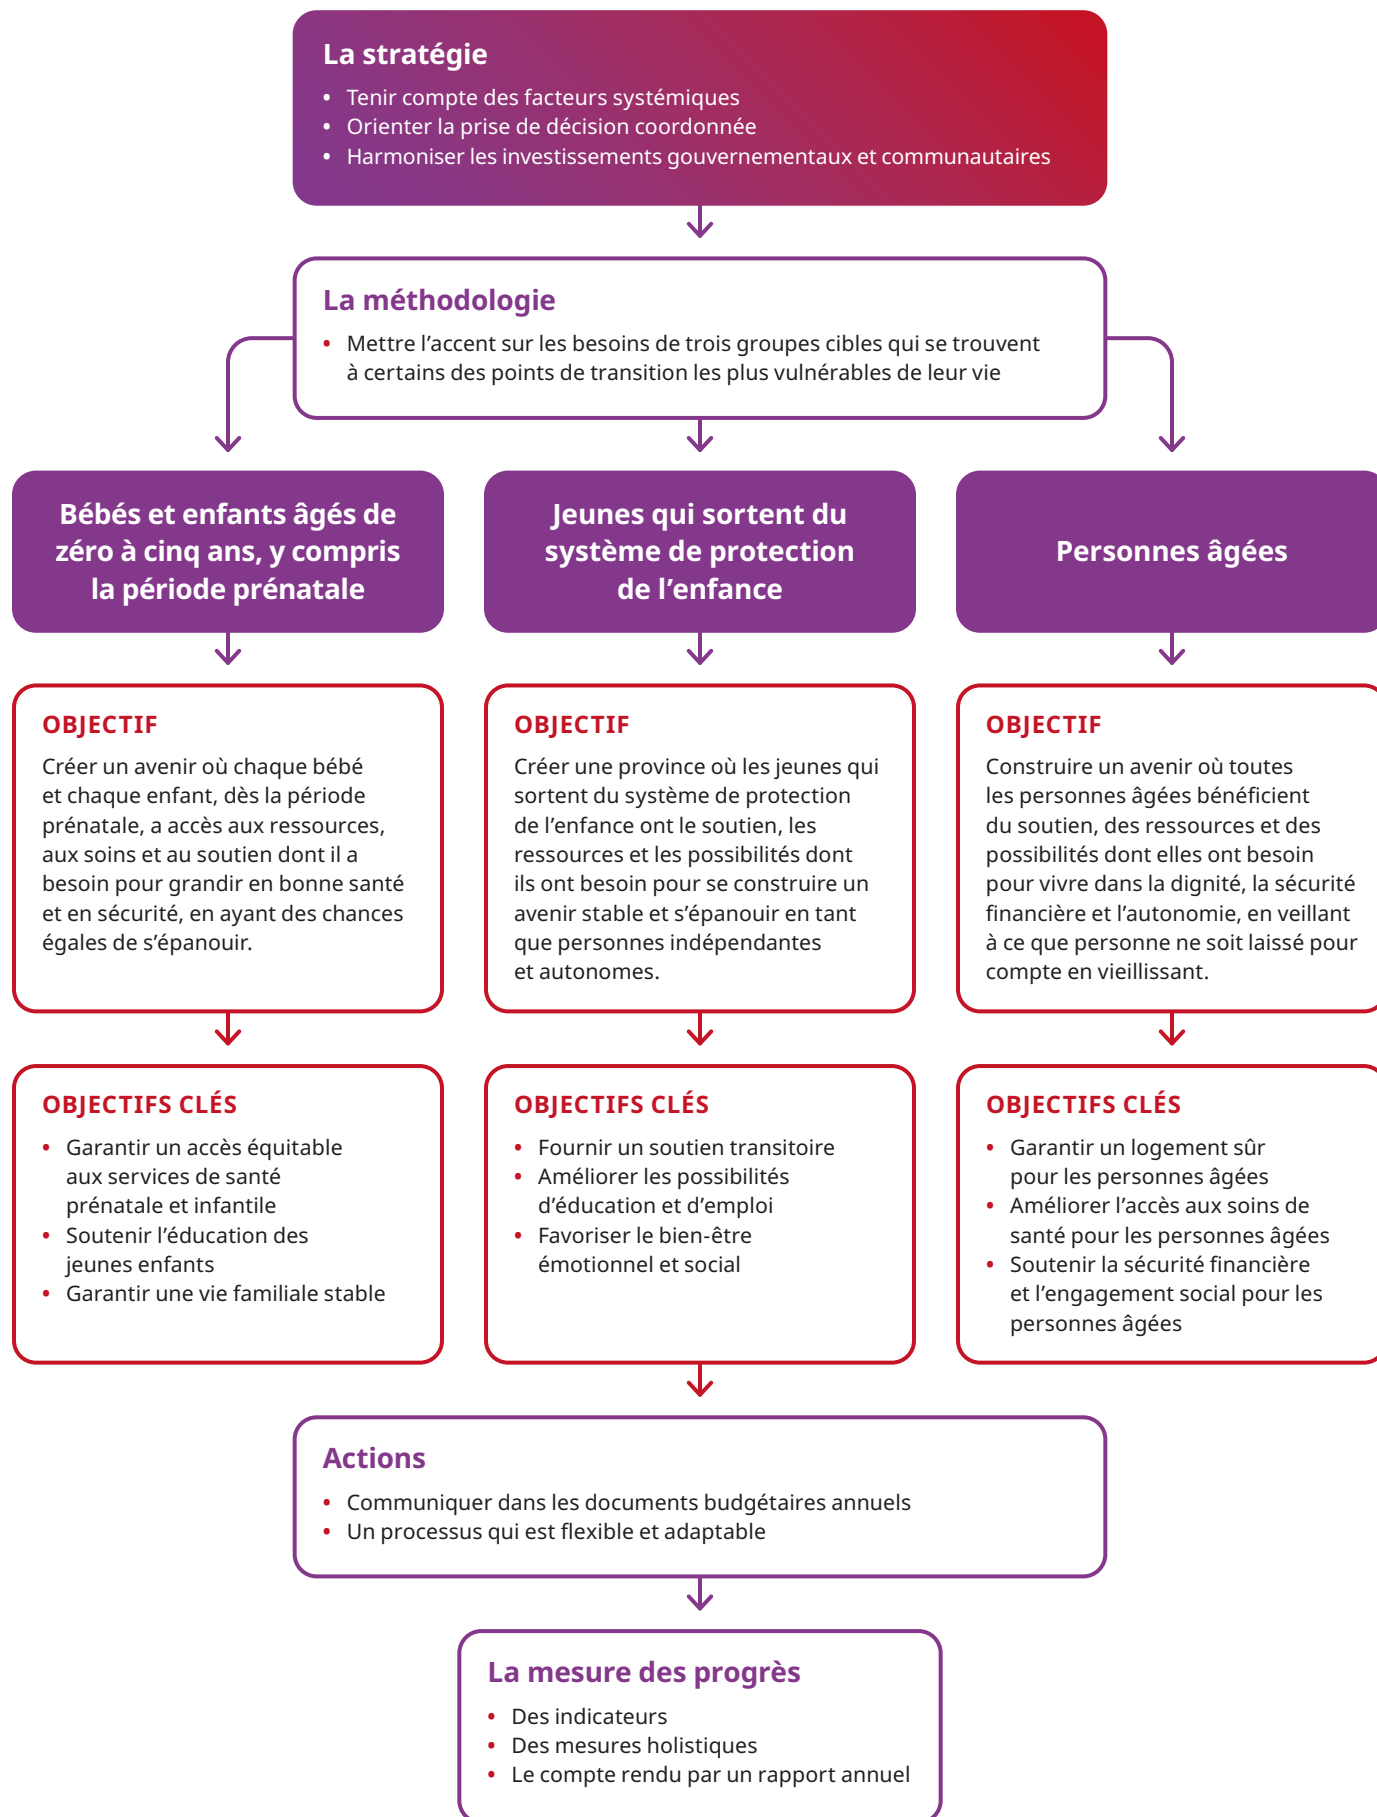 La stratégie
• Tenir compte des facteurs systémiques
• Orienter la prise de décision coordonnée
• Harmoniser les investissements gouvernementaux et communautaires
La méthodologie
• Mettre l’accent sur les besoins de trois groupes cibles qui se trouvent
à certains des points de transition les plus vulnérables de leur vie
Bébés et enfants âgés de
zéro à cinq ans, y compris
la période prénatale
OBJECTIF
Créer un avenir où chaque bébé
et chaque enfant, dès la période
prénatale, a accès aux ressources,
aux soins et au soutien dont il a
besoin pour grandir en bonne santé
et en sécurité, en ayant des chances
égales de s’épanouir.
OBJECTIFS CLÉS
• Garantir un accès équitable
aux services de santé
prénatale et infantile
• Soutenir l’éducation des
jeunes enfants
• Garantir une vie familiale stable
Jeunes qui sortent du
système de protection
de l’enfance
OBJECTIF
Créer une province où les jeunes qui
sortent du système de protection
de l’enfance ont le soutien, les
ressources et les possibilités dont
ils ont besoin pour se construire un
avenir stable et s’épanouir en tant
que personnes indépendantes
et autonomes.
OBJECTIFS CLÉS
• Fournir un soutien transitoire
• Améliorer les possibilités
d’éducation et d’emploi
• Favoriser le bien-être
émotionnel et social
Personnes âgées
OBJECTIF
Construire un avenir où toutes
les personnes âgées bénéficient
du soutien, des ressources et des
possibilités dont elles ont besoin
pour vivre dans la dignité, la sécurité
financière et l’autonomie, en veillant
à ce que personne ne soit laissé pour
compte en vieillissant.
OBJECTIFS CLÉS
• Garantir un logement sûr
pour les personnes âgées
• Améliorer l’accès aux soins de
santé pour les personnes âgées
• Soutenir la sécurité financière
et l’engagement social pour les
personnes âgées
Actions
• Communiquer dans les documents budgétaires annuels
• Un processus qui est flexible et adaptable
La mesure des progrès
• Des indicateurs
• Des mesures holistiques
• Le compte rendu par un rapport annuel